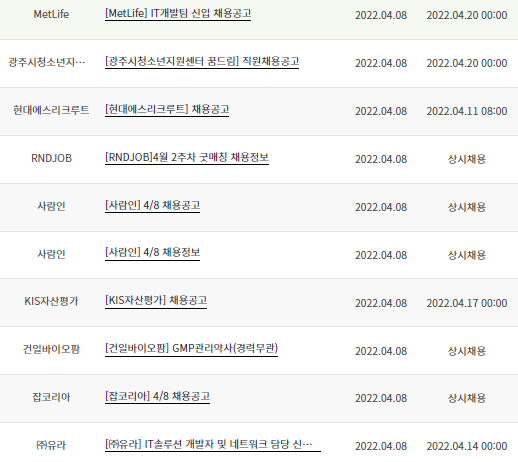 MetLife [MetLife] IT개발팀 신입 채용공고 2022.04.08 2022.04.20 00:00
광주시청소년지… [광주시청소년지원센터 꿈드림] 직원채용공고 2022.04.08 2022.04.20 00:00
현대에스리크루트 [현대에스리크루트] 채용공고 2022.04.08 2022.04.11 08:00
RNDJOB [RNDJOB]4월 2주차 굿매칭 채용정보 2022.04.08 상시채용
사람인 [사람인] 4/8 채용공고 2022.04.08 상시채용
사람인 [사람인] 4/8 채용정보 2022.04.08 상시채용
KIS자산평가 [KIS자산평가] 채용공고 2022.04.08 2022.04.17 00:00
건일바이오팜 [건일바이오팜] GMP관리약사(경력무관) 2022.04.08 상시채용
잡코리아 [잡코리아] 4/8 채용공고 2022.04.08 상시채용
㈜유라 [㈜유라] IT솔루션 개발자 및 네트워크 담당 신… 2022.04.08 2022.04.14 00:00